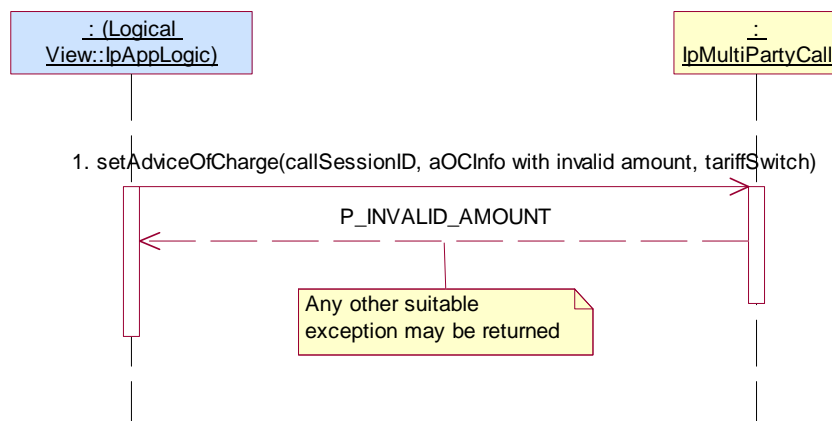 : (Logical
View::IpAppLogic)
:
IpMultiPartyCall
1. setAdviceOfCharge(callSessionID, aOCInfo with invalid amount, tariffSwitch)
P_INVALID_AMOUNT
Any other suitable
exception may be returned